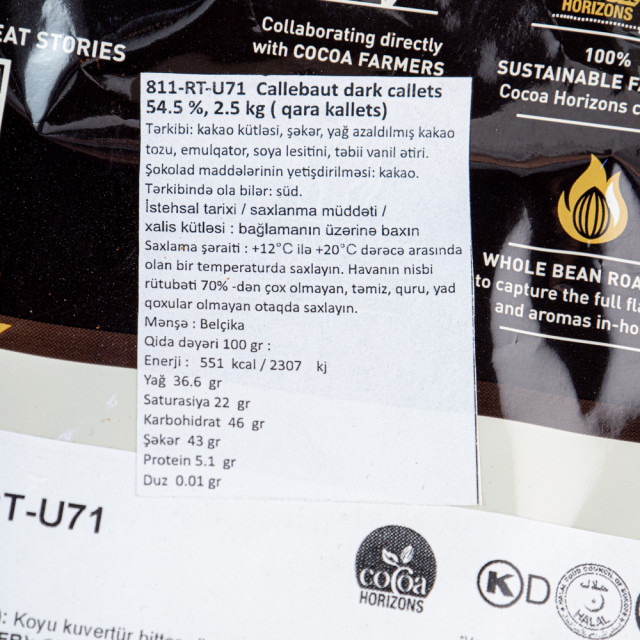 EAT STORIES
Collaborating directly
with COCOA FARMERS
HORIZONS
100%
SUSTAINABLE
Cocoa Horizons
811-RT-U71 Callebaut dark callets
54.5 %, 2.5 kg ( qara kallets)
Tərkibi: kakao kütləsi, şəkər, yağ azaldılmış kakao
tozu, emulqator, soya lesitini, təbii vanil ətiri.
Şokolad maddələrinin yetişdirilməsi: kakao.
Tərkibində ola bilər: süd.
İstehsal tarixi / saxlanma müddəti /
xalis kütləsi : bağlamanın üzərinə baxın
Saxlama şəraiti : +12°C ilə +20°C dərəcə arasında
olan bir temperaturda saxlayın. Havanın nisbi
rütubəti 70% -dən çox olmayan, təmiz, quru, yad
qoxular olmayan otaqda saxlayın.
Mənşə : Belçika
Qida dəyəri 100 gr :
Enerji : 551 kcal / 2307 kj
Yağ 36.6 gr
Saturasiya 22 gr
Karbohidrat 46 gr
Şəkər 43 gr
Protein 5.1 gr
Duz 0.01 gr
WHOLE BEAN ROA
to capture the full fla
and aromas in-ho
RT-U71
cocoa
HORIZONS
K D
HALAL
: Koyu kuvertür